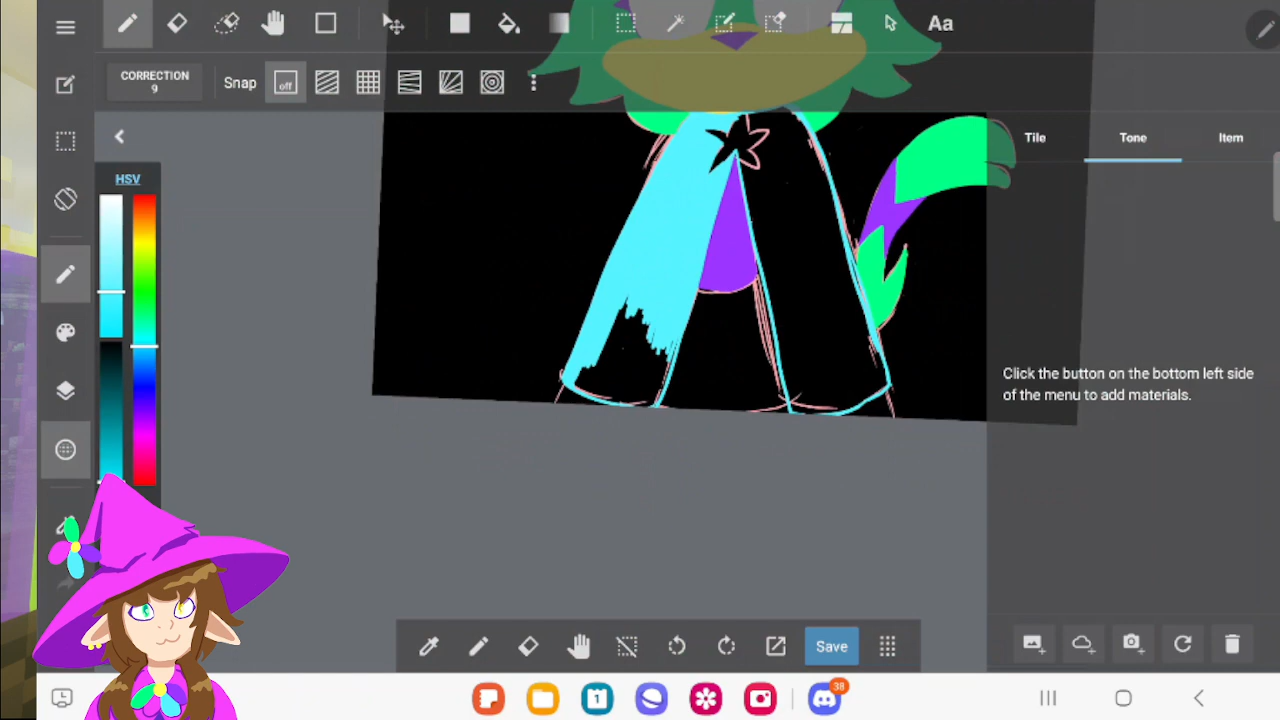 Aa
CORRECTION
9
Snap
off
HSV
Tile Tone Item
Click the button on the bottom left side
of the menu to add materials.
Save
1
38